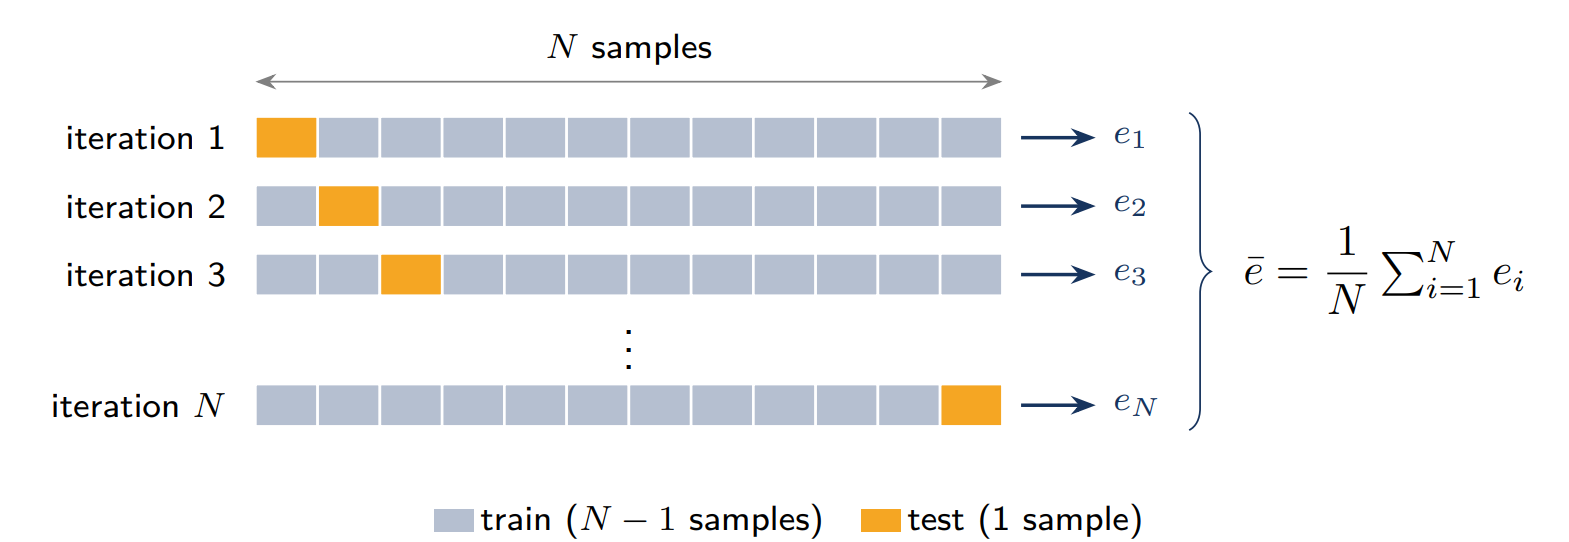 N samples
iteration 1 e₁
iteration 2 e₂
iteration 3 e₃
ē = 1/N ∑ᵢ₌₁ᴺ eᵢ
⋮
iteration N e_N
train (N − 1 samples) test (1 sample)